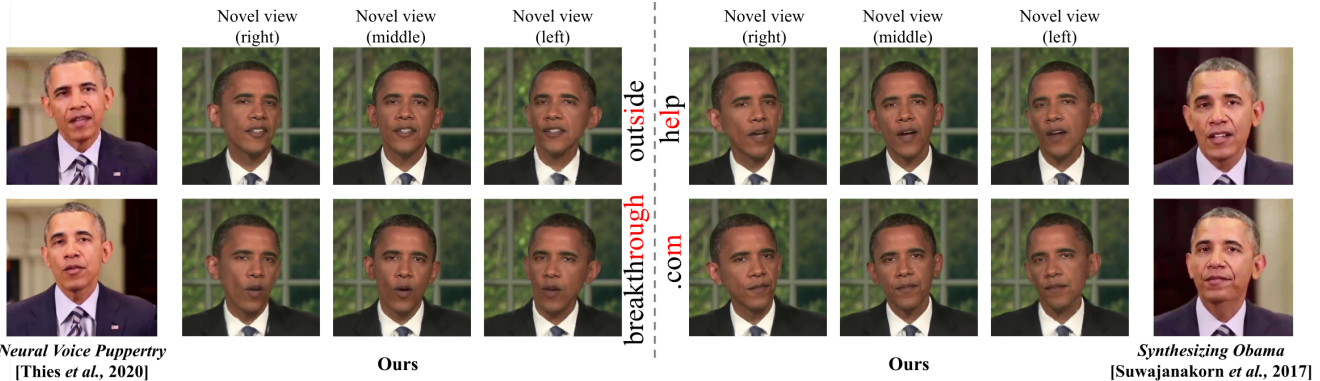 Novel view
(right)
Novel view
(middle)
Novel view
(left)
Novel view
(right)
Novel view
(middle)
Novel view
(left)
outside
help
breakthrough
.com
Neural Voice Puppertry
[Thies et al., 2020]
Ours
Ours
Synthesizing Obama
[Suwajanakorn et al., 2017]